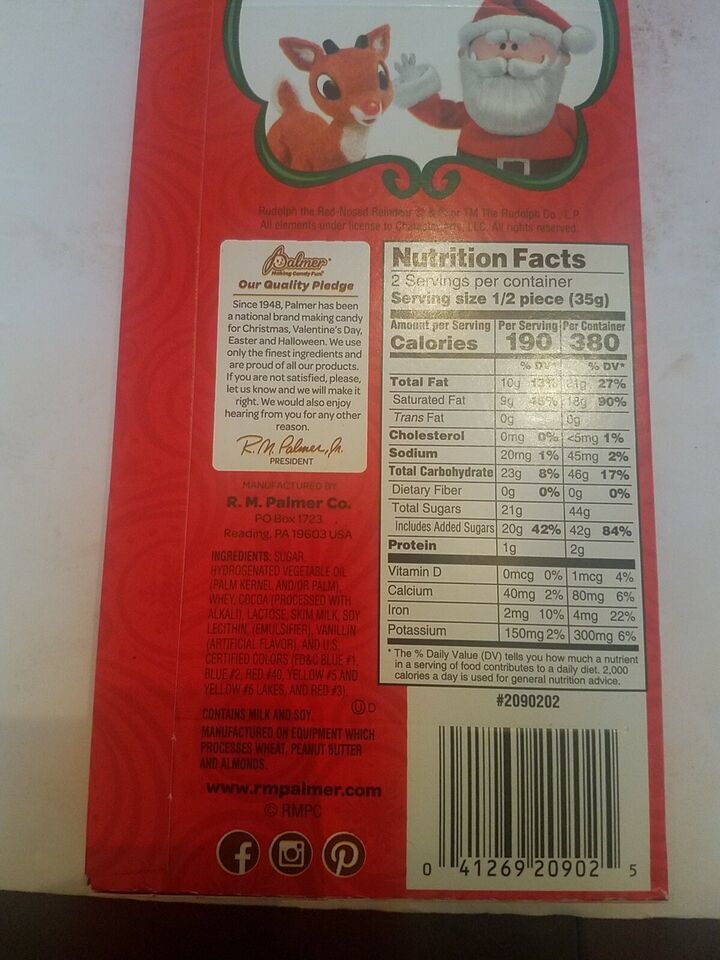 Rudolph the Red-Nosed Reindeer © & ® or TM The Rudolph Co., L.P.
All elements under license to Character Arts, LLC. All rights reserved.
Palmer®
Making Candy Fun®
Our Quality Pledge
Since 1948, Palmer has been
a national brand making candy
for Christmas, Valentine's Day,
Easter and Halloween. We use
only the finest ingredients and
are proud of all our products.
If you are not satisfied, please,
let us know and we will make it
right. We would also enjoy
hearing from you for any other
reason.
R.M. Palmer, Jr.
PRESIDENT
MANUFACTURED BY
R. M. Palmer Co.
PO Box 1723
Reading, PA 19603 USA
INGREDIENTS: SUGAR,
HYDROGENATED VEGETABLE OIL
(PALM KERNEL AND/OR PALM),
WHEY, COCOA (PROCESSED WITH
ALKALI), LACTOSE, SKIM MILK, SOY
LECITHIN, (EMULSIFIER), VANILLIN
(ARTIFICIAL FLAVOR), AND U.S.
CERTIFIED COLORS (FD&C BLUE #1,
BLUE #2, RED #40, YELLOW #5 AND
YELLOW #6 LAKES, AND RED #3).
U D
CONTAINS MILK AND SOY.
MANUFACTURED ON EQUIPMENT WHICH
PROCESSES WHEAT, PEANUT BUTTER
AND ALMONDS.
www.rmpalmer.com
© RMPC
Nutrition Facts
2 Servings per container
Serving size 1/2 piece (35g)
Amount per Serving Per Serving Per Container
Calories 190 380
% DV* % DV*
Total Fat 10g 13% 21g 27%
Saturated Fat 9g 45% 18g 90%
Trans Fat 0g 0g
Cholesterol 0mg 0% <5mg 1%
Sodium 20mg 1% 45mg 2%
Total Carbohydrate 23g 8% 46g 17%
Dietary Fiber 0g 0% 0g 0%
Total Sugars 21g 44g
Includes Added Sugars 20g 42% 42g 84%
Protein 1g 2g
Vitamin D 0mcg 0% 1mcg 4%
Calcium 40mg 2% 80mg 6%
Iron 2mg 10% 4mg 22%
Potassium 150mg 2% 300mg 6%
* The % Daily Value (DV) tells you how much a nutrient
in a serving of food contributes to a daily diet. 2,000
calories a day is used for general nutrition advice.
#2090202
0 41269 20902 5